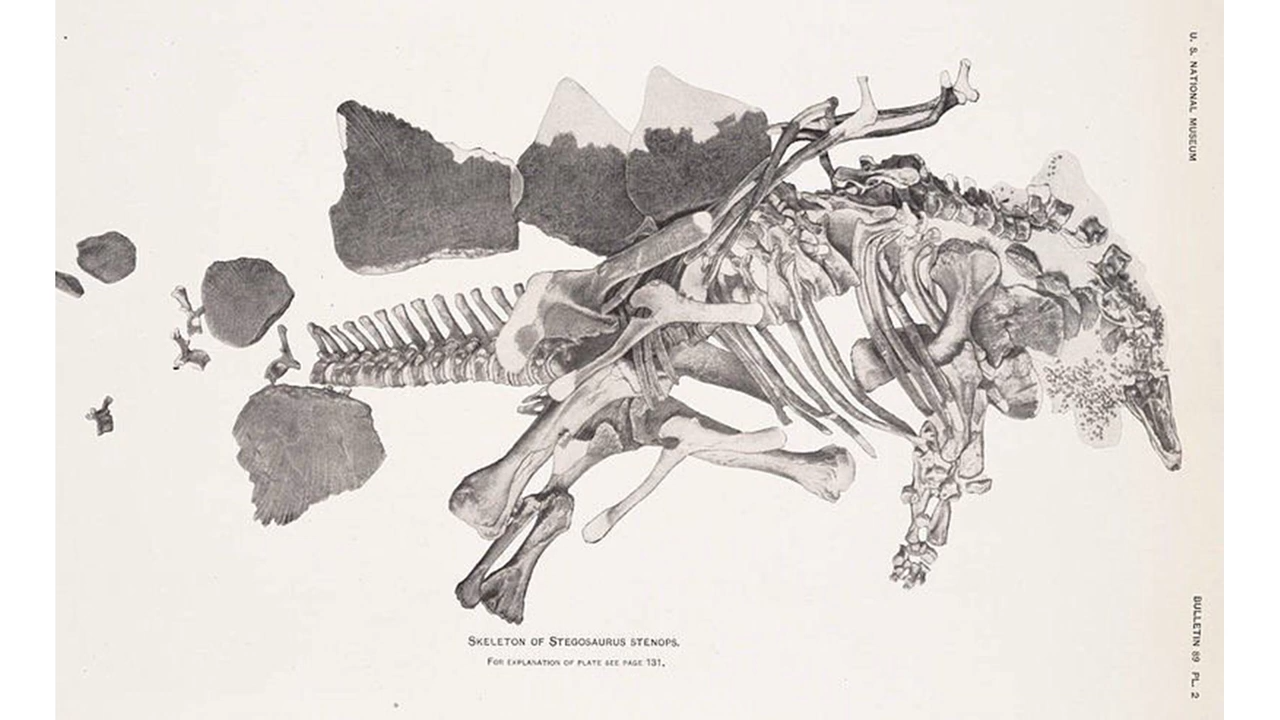 U. S. NATIONAL MUSEUM
BULLETIN 89 PL. 2
SKELETON OF STEGOSAURUS STENOPS.
FOR EXPLANATION OF PLATE SEE PAGE 131.